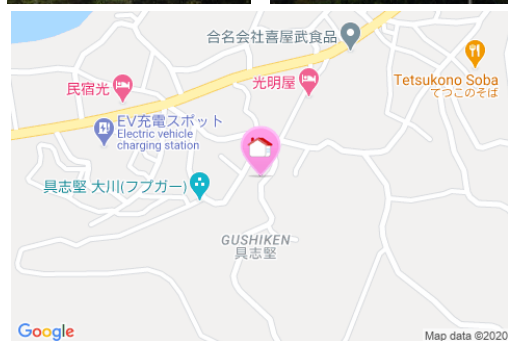 合名会社喜屋武食品
民宿光
光明屋
Tetsukono Soba
てつこのそば
EV充電スポット
Electric vehicle
charging station
具志堅 大川(フプガー)
GUSHIKEN
具志堅
Google
Map data ©2020